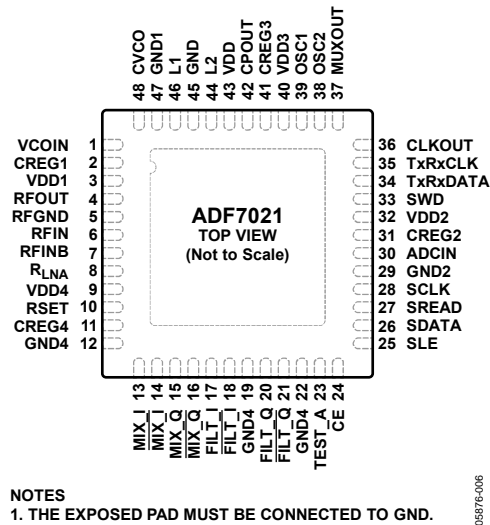 48 CVCO
47 GND1
46 L1
45 GND
44 L2
43 VDD
42 CPOUT
41 CREG3
40 VDD3
39 OSC1
38 OSC2
37 MUXOUT
VCOIN 1
CREG1 2
VDD1 3
RFOUT 4
RFGND 5
RFIN 6
RFINB 7
RLNA 8
VDD4 9
RSET 10
CREG4 11
GND4 12
ADF7021
TOP VIEW
(Not to Scale)
36 CLKOUT
35 TxRxCLK
34 TxRxDATA
33 SWD
32 VDD2
31 CREG2
30 ADCIN
29 GND2
28 SCLK
27 SREAD
26 SDATA
25 SLE
MIX_I 13
MIX_I 14
MIX_Q 15
MIX_Q 16
FILT_I 17
FILT_I 18
GND4 19
FILT_Q 20
FILT_Q 21
GND4 22
TEST_A 23
CE 24
NOTES
1. THE EXPOSED PAD MUST BE CONNECTED TO GND.
05876-006